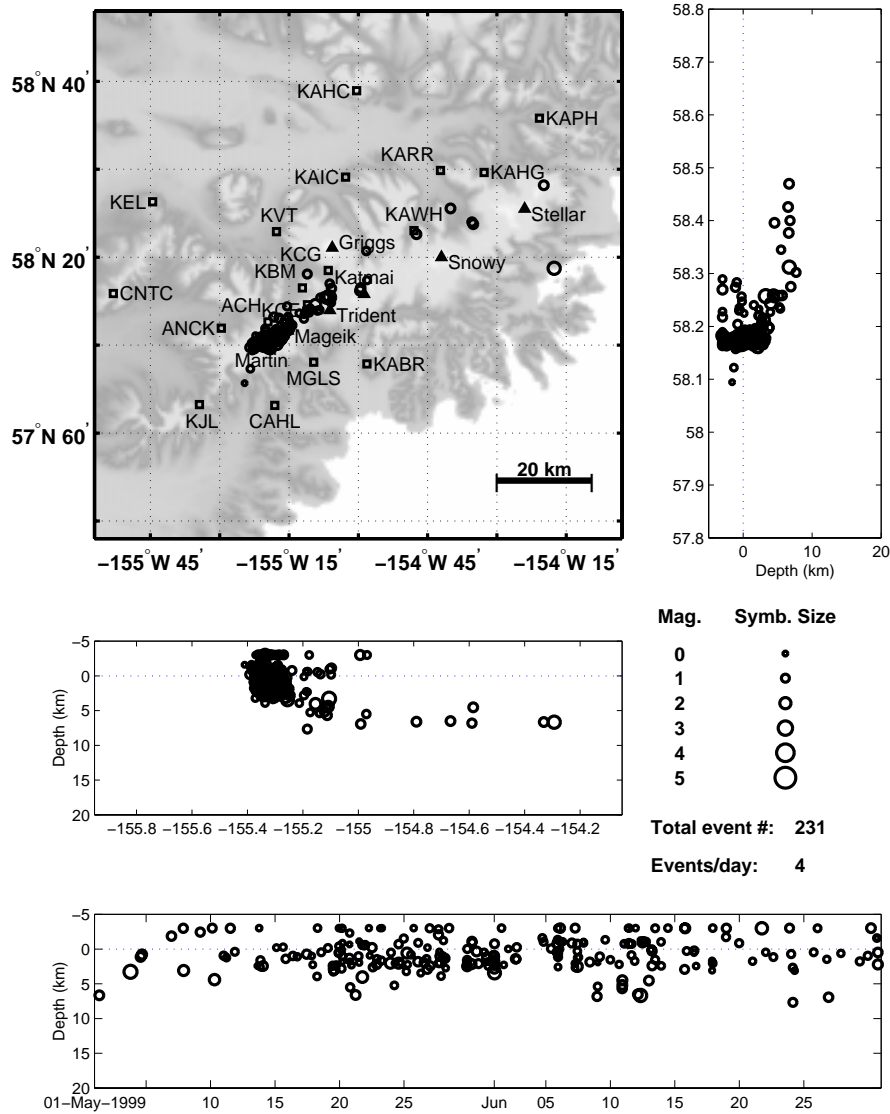 58°N 40'
58°N 20'
57°N 60'
−155°W 45'
−155°W 15'
−154°W 45'
−154°W 15'
KAHC
KAPH
KARR
KAHG
KAIC
KEL
KVT
KAWH
Stellar
Griggs
KCG
Snowy
KBM
Katmai
CNTC
ACH
Trident
ANCK
Mageik
Martin
MGLS
KABR
KJL
CAHL
20 km
58.8
58.7
58.6
58.5
58.4
58.3
58.2
58.1
58
57.9
57.8
0 10 20
Depth (km)
Mag. Symb. Size
0
1
2
3
4
5
Total event #: 231
Events/day: 4
−5
0
5
10
15
20
Depth (km)
−155.8 −155.6 −155.4 −155.2 −155 −154.8 −154.6 −154.4 −154.2
−5
0
5
10
15
20
Depth (km)
01−May−1999 10 15 20 25 Jun 05 10 15 20 25